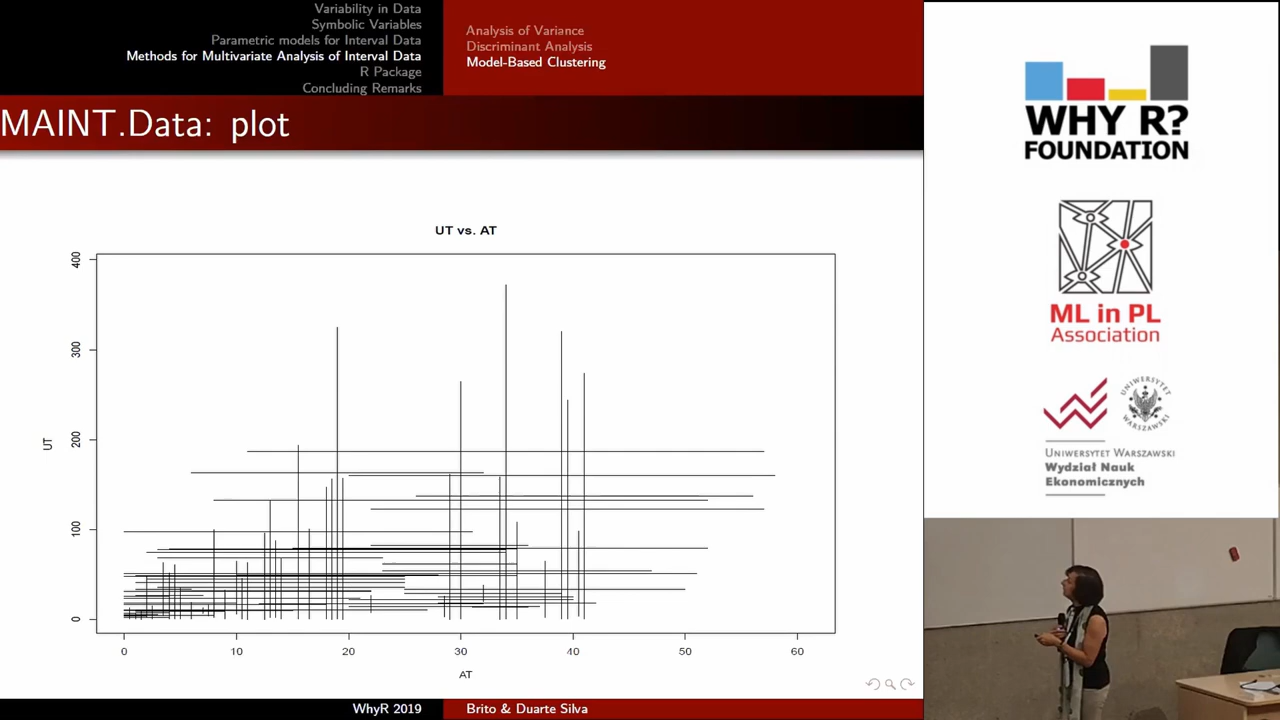 Variability in Data
Symbolic Variables
Parametric models for Interval Data
Methods for Multivariate Analysis of Interval Data
R Package
Concluding Remarks
Analysis of Variance
Discriminant Analysis
Model-Based Clustering
MAINT.Data: plot
UT vs. AT
UT
400
300
200
100
0
0 10 20 30 40 50 60
AT
WhyR 2019
Brito & Duarte Silva
WHY R?
FOUNDATION
ML in PL
Association
UNIWERSYTET
WARSZAWSKI
UNIWERSYTET WARSZAWSKI
Wydział Nauk
Ekonomicznych